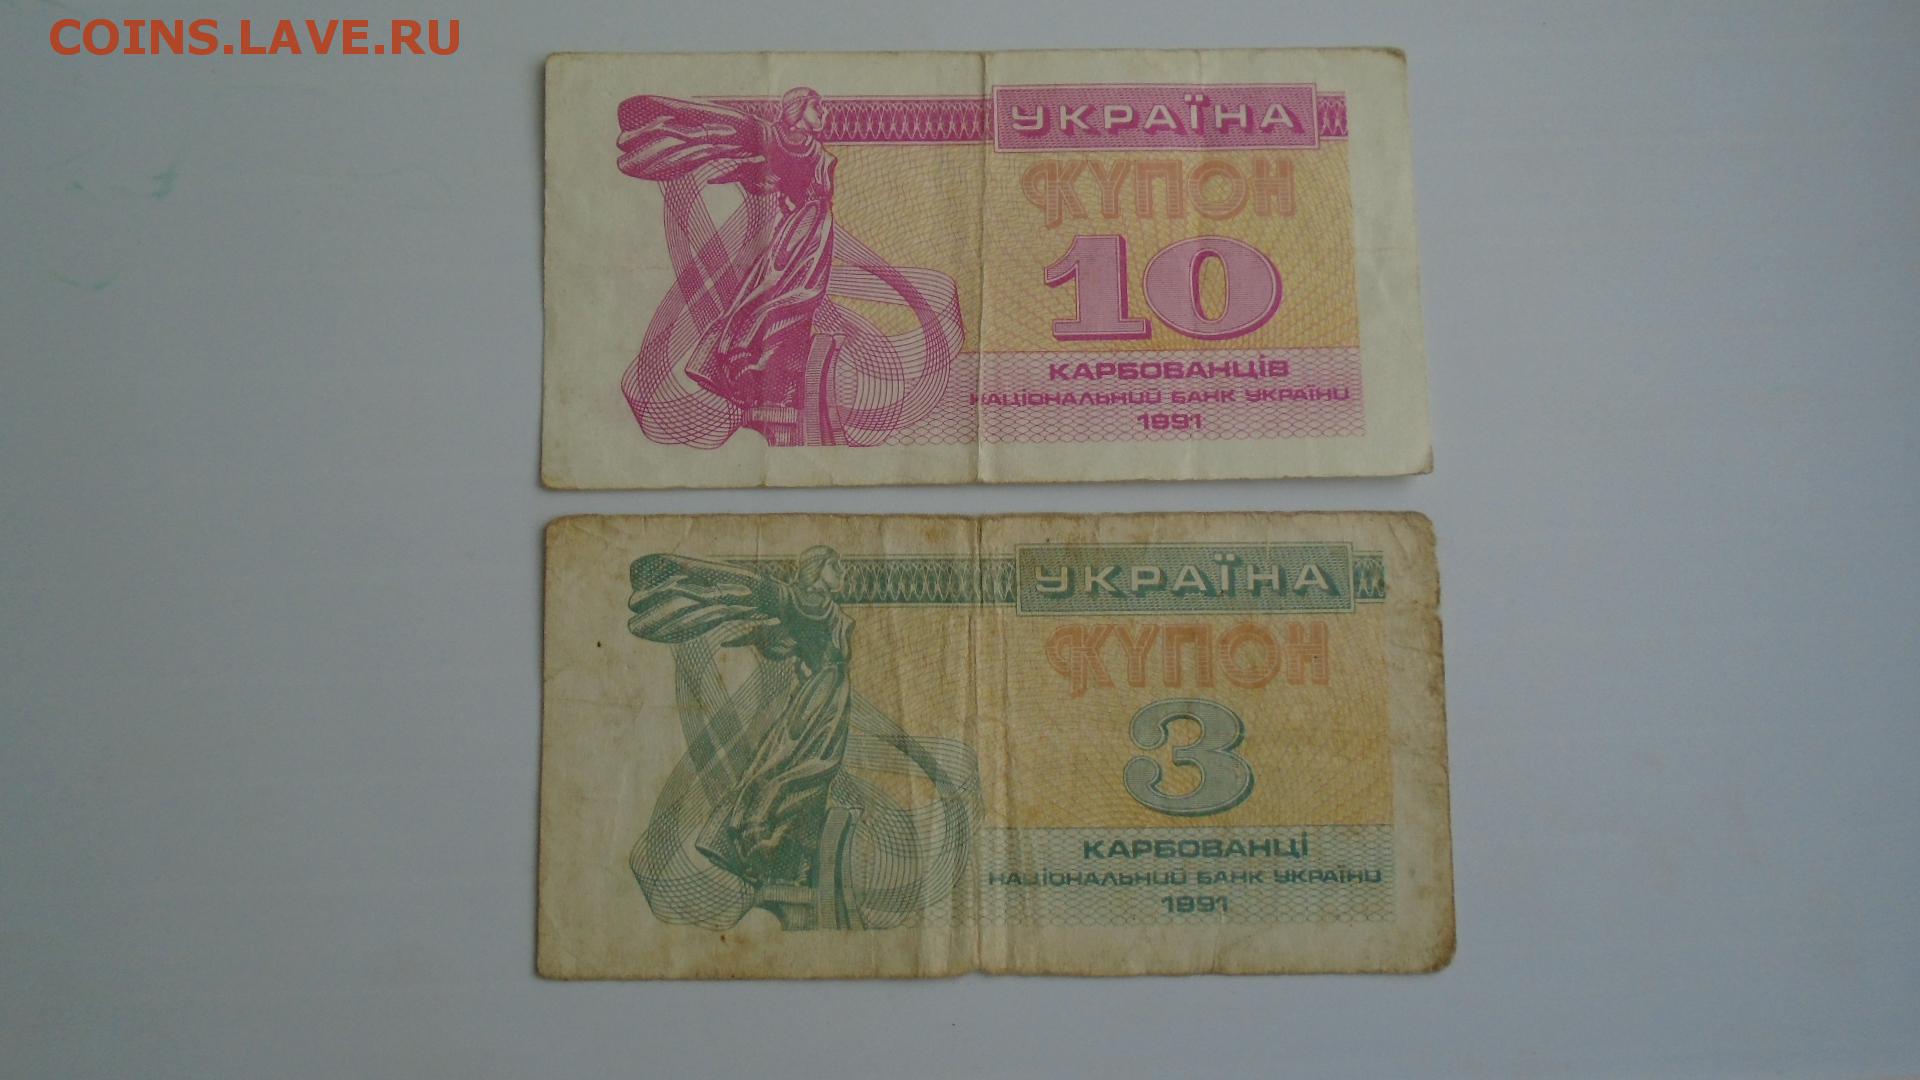 COINS.LAVE.RU
УКРАЇНА
КУПОН
10
КАРБОВАНЦІВ
НАЦІОНАЛЬНИЙ БАНК УКРАЇНИ
1991
УКРАЇНА
КУПОН
3
КАРБОВАНЦІ
НАЦІОНАЛЬНИЙ БАНК УКРАЇНИ
1991